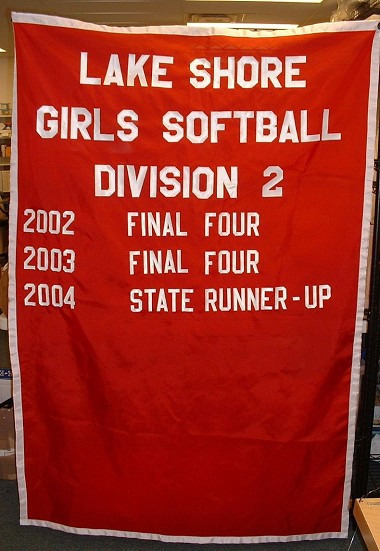 LAKE SHORE
GIRLS SOFTBALL
DIVISION 2
2002 FINAL FOUR
2003 FINAL FOUR
2004 STATE RUNNER-UP